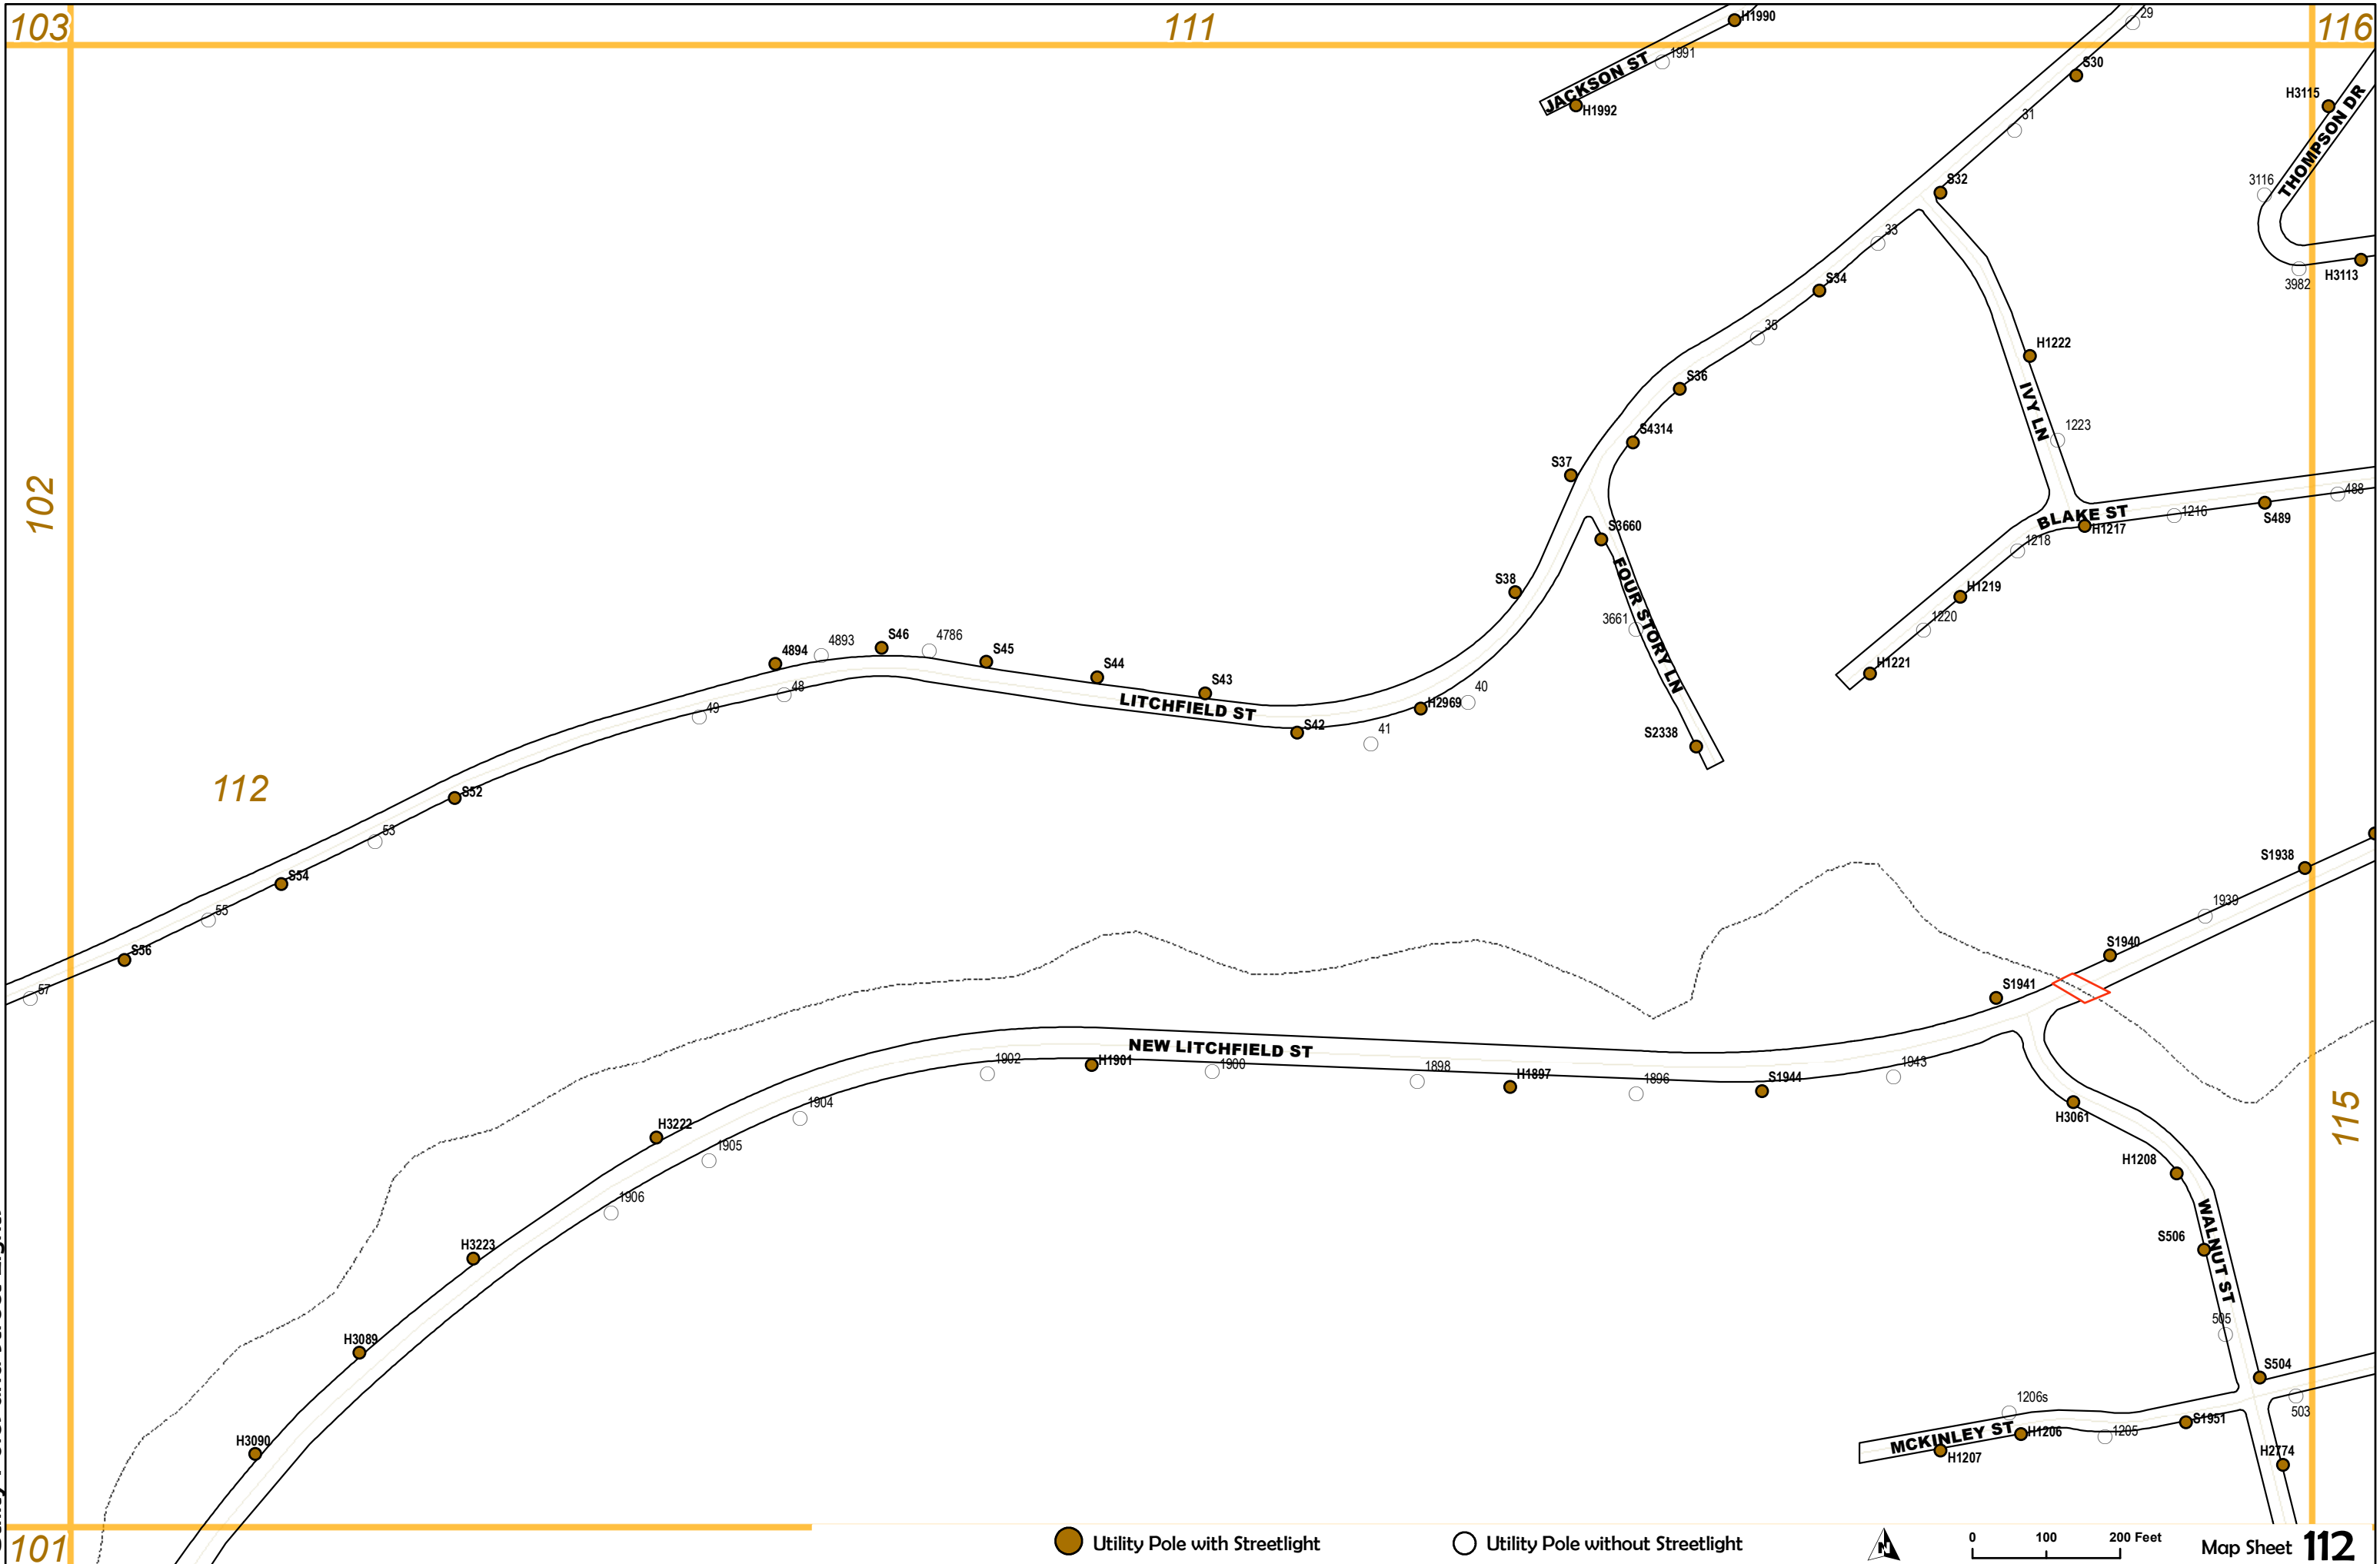 103
111
116
H1990
29
1991
JACKSON ST
S30
H1992
H3115
31
THOMPSON DR
S32
3116
33
S34
H3113
3982
35
H1222
S36
IVY LN
1223
S4314
S37
102
488
BLAKE ST
1216
S489
H1217
S3660
1218
FOUR STORY LN
S38
H1219
3661
1220
4894
4893
S46
4786
S45
S44
H1221
48
S43
40
49
LITCHFIELD ST
H2969
S42
41
S2338
112
S52
53
S1938
S54
1939
55
S1940
S56
57
S1941
NEW LITCHFIELD ST
1902
H1901
1900
1898
H1897
1896
S1944
1943
1904
H3222
H3061
115
1905
H1208
1906
WALNUT ST
H3223
S506
505
H3089
S504
1206s
503
S1951
MCKINLEY ST
H1206
1205
H3090
H1207
H2774
101
Utility Pole with Streetlight
Utility Pole without Streetlight
N
0 100 200 Feet
Map Sheet 112